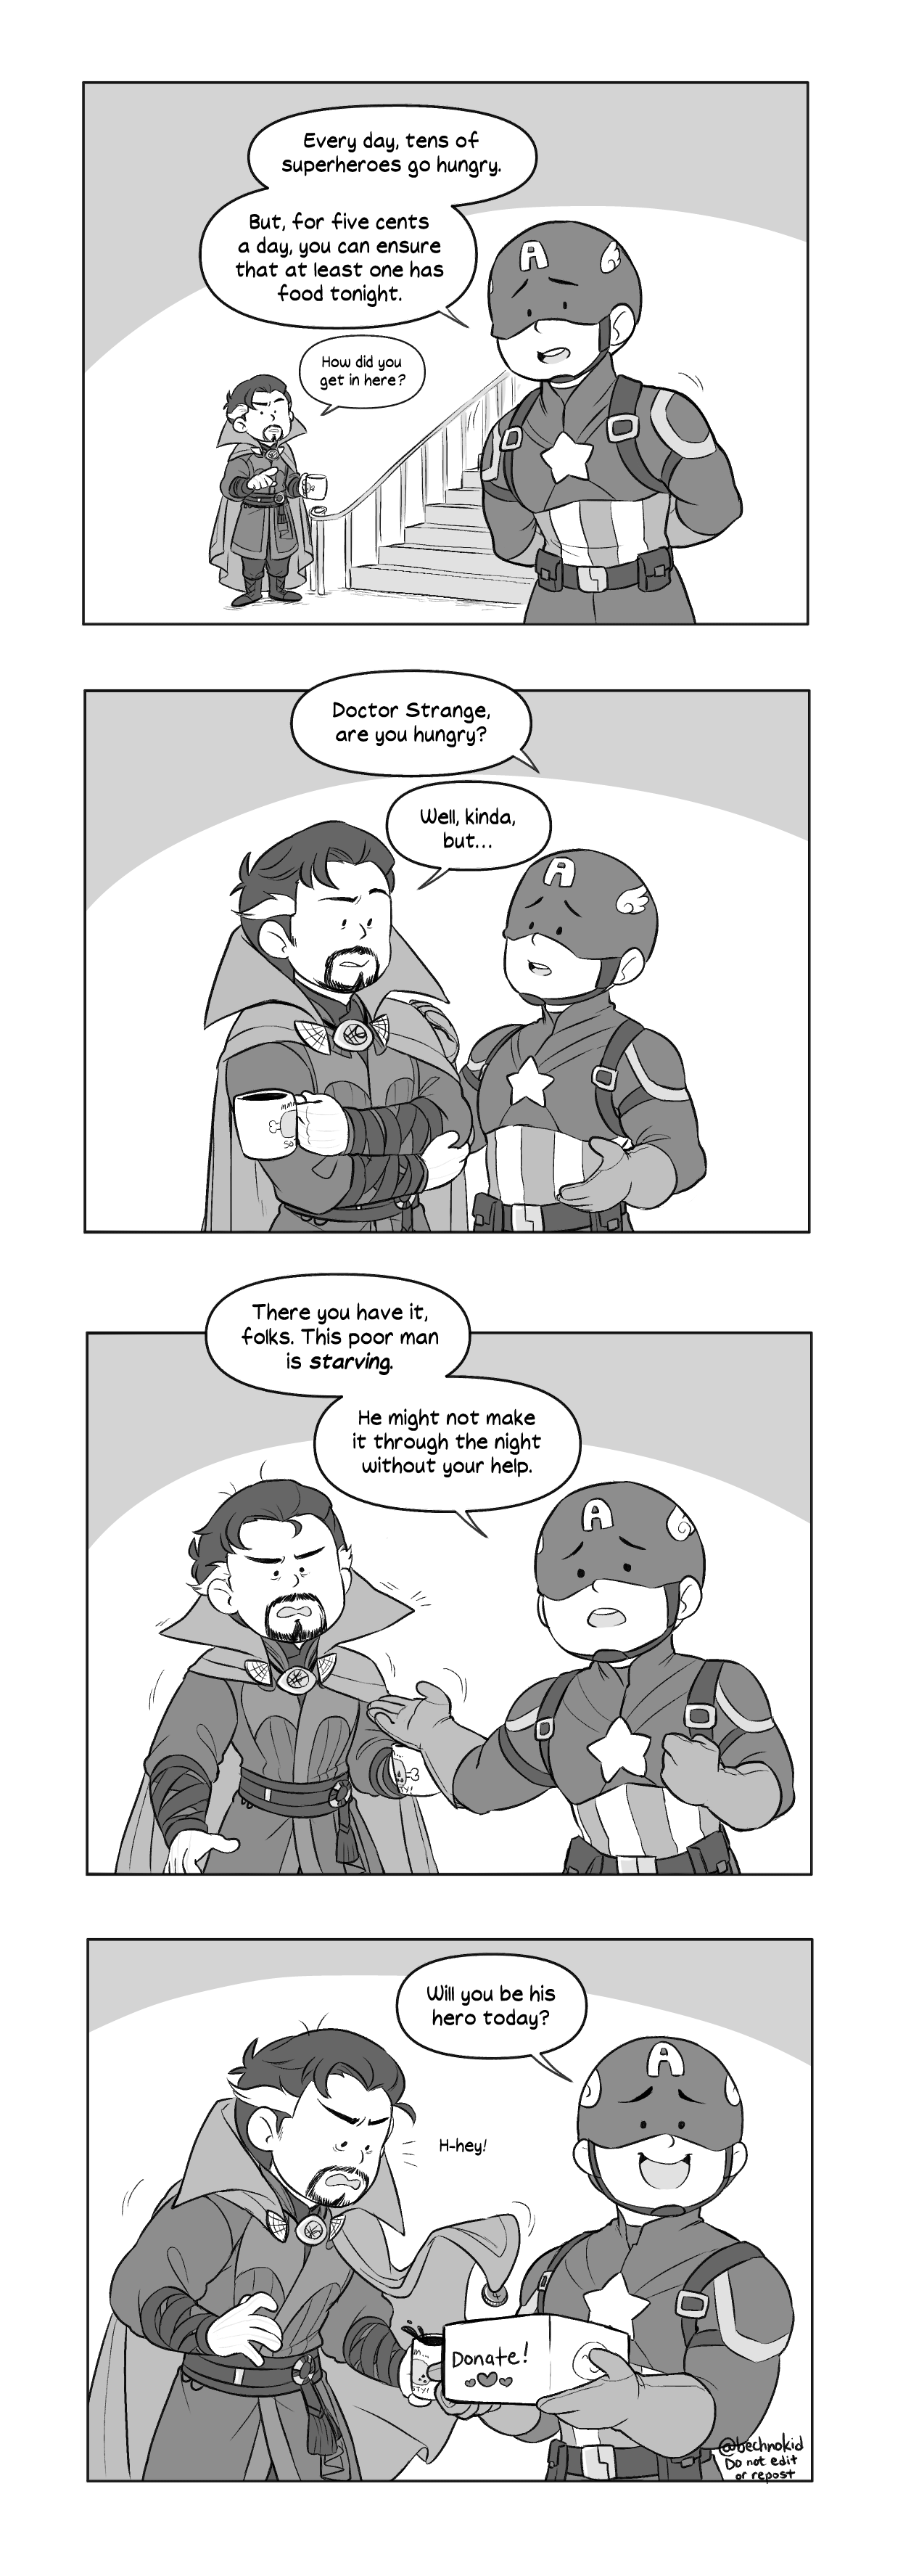 Every day, tens of
superheroes go hungry.
But, for five cents
a day, you can ensure
that at least one has
food tonight.
A
How did you
get in here?
Doctor Strange,
are you hungry?
Well, kinda,
but...
A
There you have it,
folks. This poor man
is starving.
He might not make
it through the night
without your help.
A
TY!
Will you be his
hero today?
A
H-hey!
Donate!
TY!
@bechnokid
Do not edit
or repost